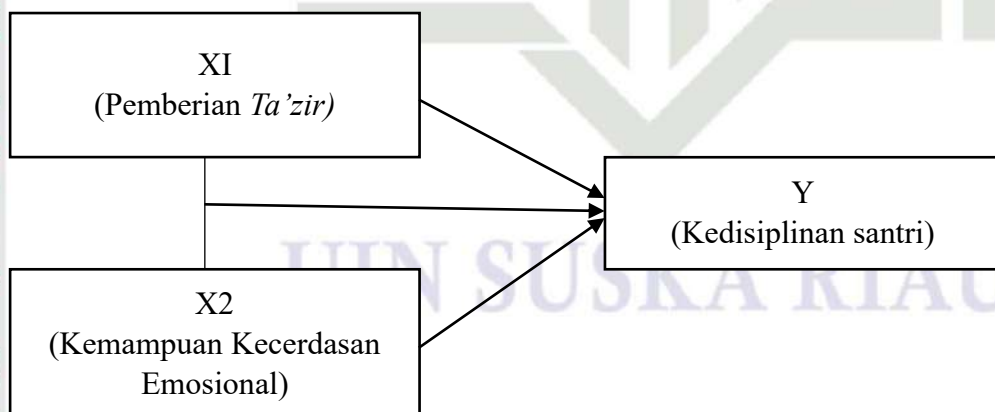 XI
(Pemberian Ta’zir)
Y
(Kedisiplinan santri)
UIN SUSKA RIAU
X2
(Kemampuan Kecerdasan
Emosional)